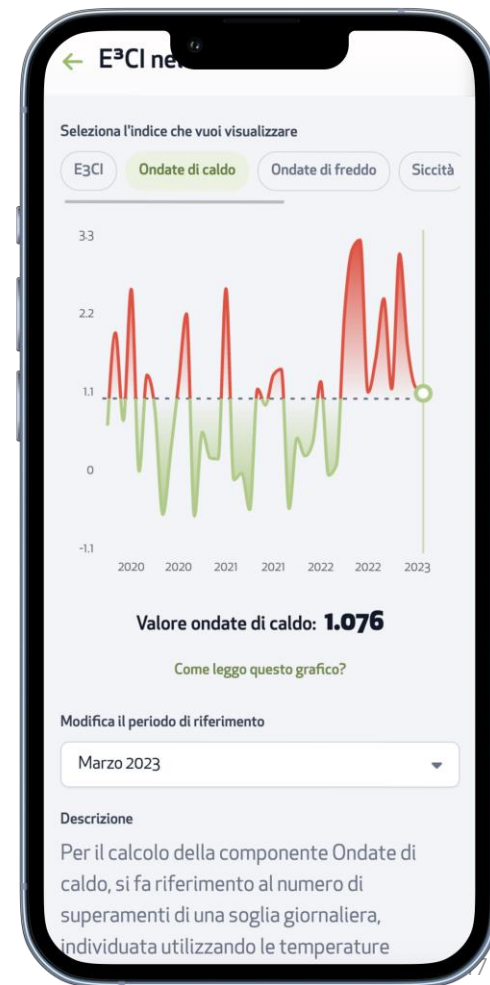 E³CI ne
Seleziona l'indice che vuoi visualizzare
E3CI Ondate di caldo Ondate di freddo Siccità
3.3
2.2
1.1
0
-1.1
2020 2020 2021 2021 2022 2022 2023
Valore ondate di caldo: 1.076
Come leggo questo grafico?
Modifica il periodo di riferimento
Marzo 2023
Descrizione
Per il calcolo della componente Ondate di
caldo, si fa riferimento al numero di
superamenti di una soglia giornaliera,
individuata utilizzando le temperature
7